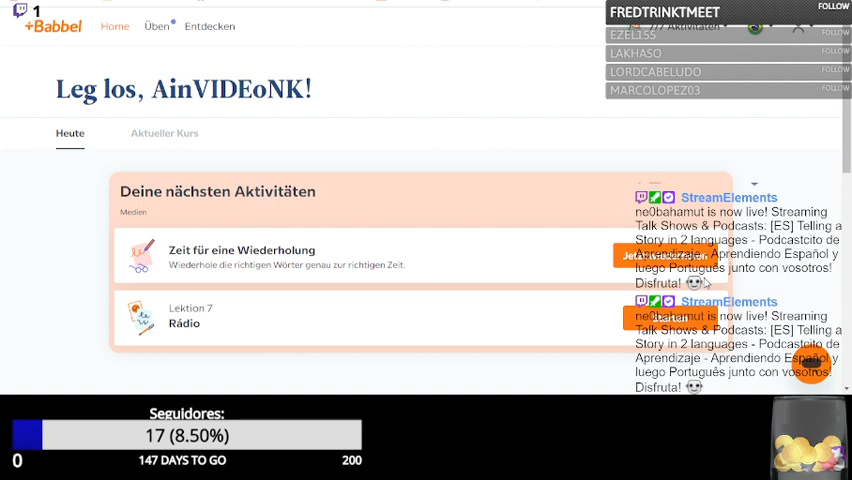 1
+Babbel
Home
Üben
Entdecken
7/7 Aktivitäten
FREDTRINKTMEET FOLLOW
EZEL155 FOLLOW
LAKHASO FOLLOW
LORDCABELUDO FOLLOW
MARCOLOPEZ03 FOLLOW
Leg los, AinVIDEoNK!
Heute
Aktueller Kurs
Deine nächsten Aktivitäten
Medien
Zeit für eine Wiederholung
Wiederhole die richtigen Wörter genau zur richtigen Zeit.
Lektion 7
Rádio
Starten
StreamElements
ne0bahamut is now live! Streaming
Talk Shows & Podcasts: [ES] Telling a
Story in 2 languages - Podcastcito de
Aprendizaje - Aprendiendo Español y
luego Portugués junto con vosotros!
Disfruta!
StreamElements
ne0bahamut is now live! Streaming
Talk Shows & Podcasts: [ES] Telling a
Story in 2 languages - Podcastcito de
Aprendizaje - Aprendiendo Español y
luego Português junto con vosotros!
Disfruta!
Seguidores:
17 (8.50%)
0
147 DAYS TO GO
200